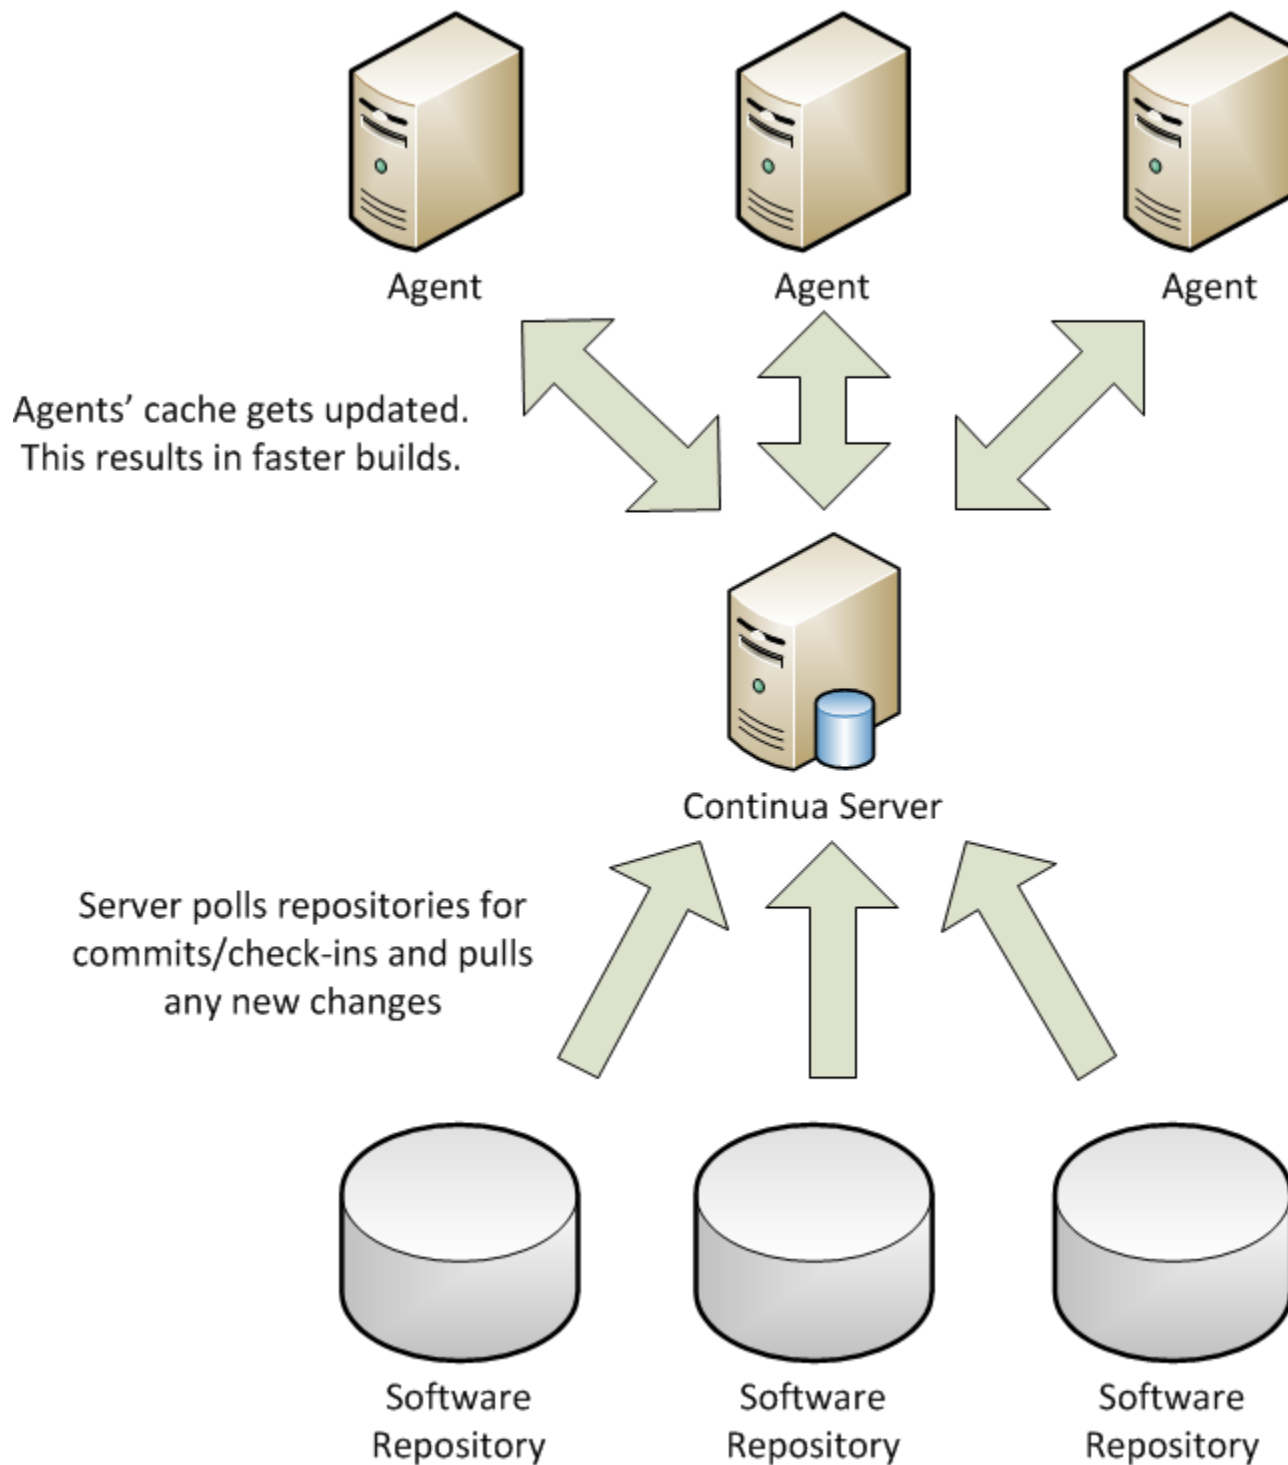 Agent
Agent
Agent
Agents’ cache gets updated.
This results in faster builds.
Continua Server
Server polls repositories for
commits/check-ins and pulls
any new changes
Software
Repository
Software
Repository
Software
Repository